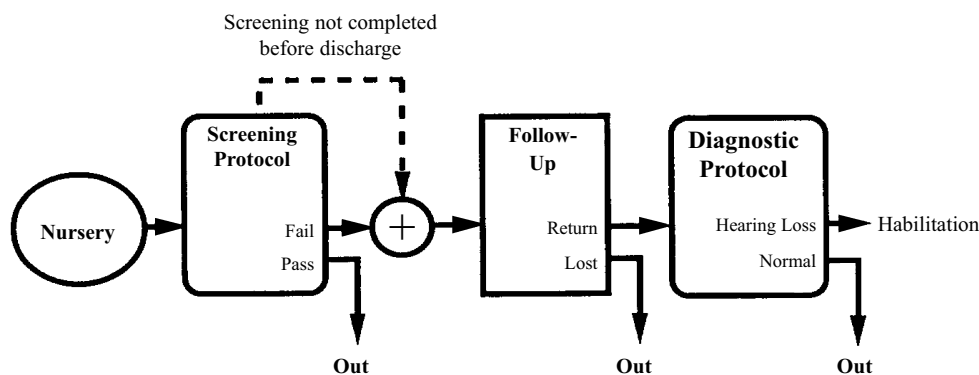 Screening not completed
before discharge
Screening
Protocol
Follow-
Up
Diagnostic
Protocol
Nursery
Fail
Pass
+
Return
Lost
Hearing Loss
Normal
Habilitation
Out
Out
Out